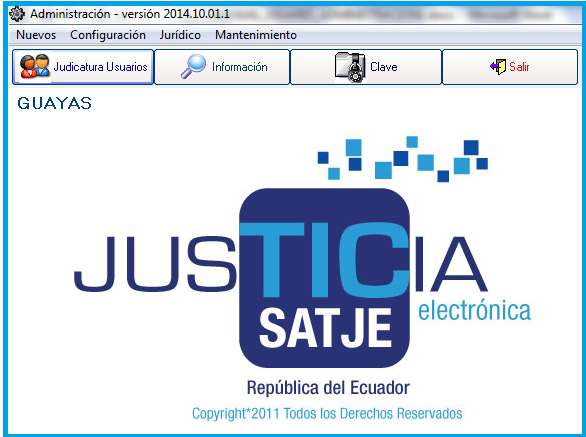 Administración - versión 2014.10.01.1
Nuevos Configuración Jurídico Mantenimiento
Judicatura Usuarios Información Clave Salir
GUAYAS
JUSTICIA
SATJE
electrónica
República del Ecuador
Copyright*2011 Todos los Derechos Reservados